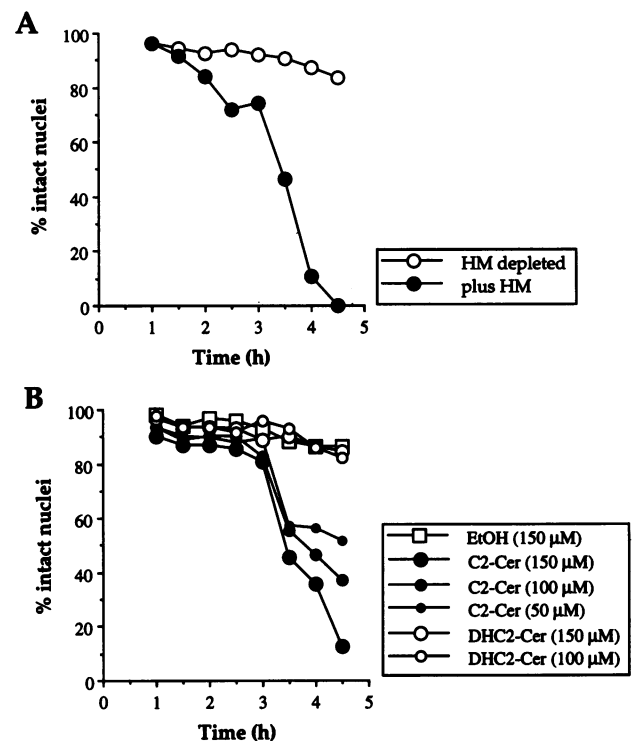 A
100
80
60
40
20
0
% intact nuclei
0 1 2 3 4 5
Time (h)
HM depleted
plus HM
B
100
80
60
40
20
0
% intact nuclei
0 1 2 3 4 5
Time (h)
EtOH (150 µM)
C2-Cer (150 µM)
C2-Cer (100 µM)
C2-Cer (50 µM)
DHC2-Cer (150 µM)
DHC2-Cer (100 µM)